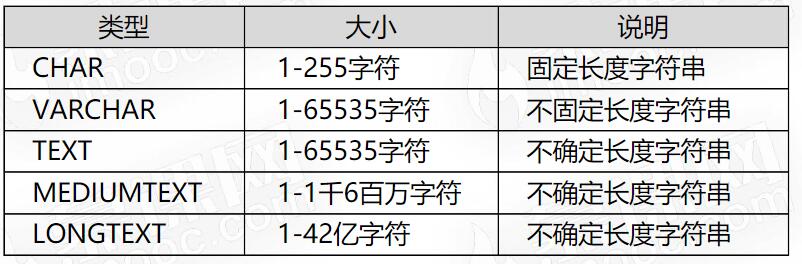 类型 大小 说明
CHAR 1-255字符 固定长度字符串
VARCHAR 1-65535字符 不固定长度字符串
TEXT 1-65535字符 不确定长度字符串
MEDIUMTEXT 1-1千6百万字符 不确定长度字符串
LONGTEXT 1-42亿字符 不确定长度字符串